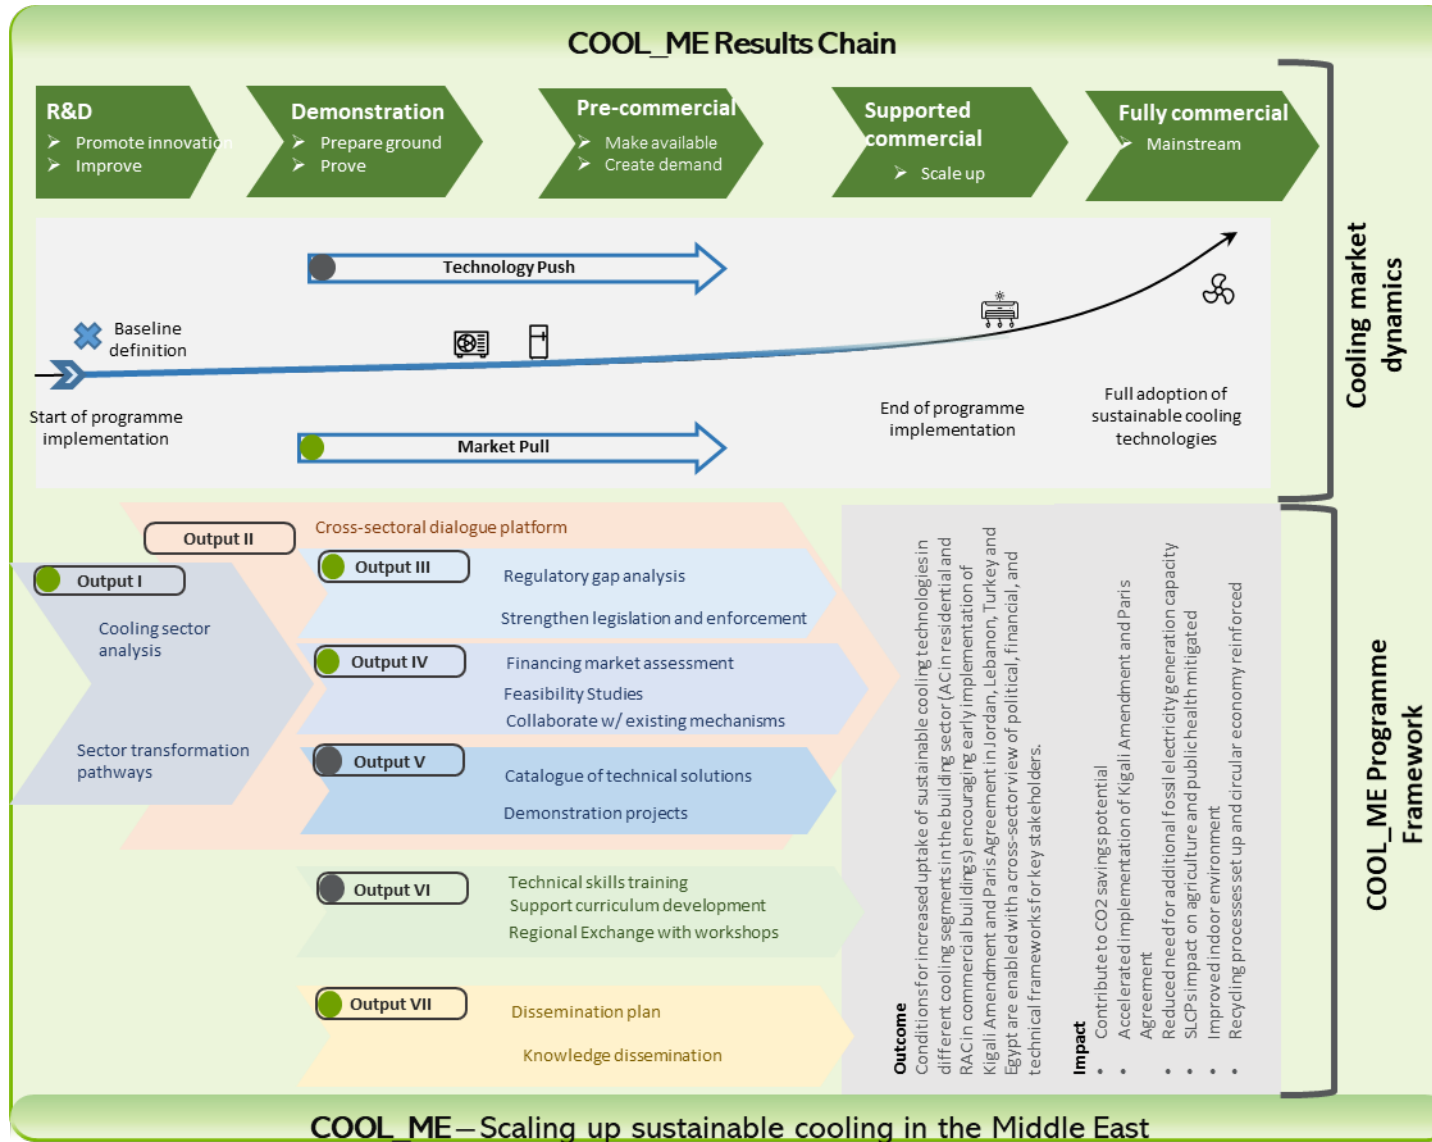 COOL_ME Results Chain
R&D
➢ Promote innovation
➢ Improve
Demonstration
➢ Prepare ground
➢ Prove
Pre-commercial
➢ Make available
➢ Create demand
Supported
commercial
➢ Scale up
Fully commercial
➢ Mainstream
Technology Push
Baseline
definition
Start of programme
implementation
Market Pull
End of programme
implementation
Full adoption of
sustainable cooling
technologies
Cooling market
dynamics
Output I
Cooling sector
analysis
Sector transformation
pathways
Output II
Cross-sectoral dialogue platform
Output III
Regulatory gap analysis
Strengthen legislation and enforcement
Output IV
Financing market assessment
Feasibility Studies
Collaborate w/ existing mechanisms
Output V
Catalogue of technical solutions
Demonstration projects
Output VI
Technical skills training
Support curriculum development
Regional Exchange with workshops
Output VII
Dissemination plan
Knowledge dissemination
Outcome
Conditions for increased uptake of sustainable cooling technologies in
different cooling segments in the building sector (AC in residential and
RAC in commercial buildings) encouraging early implementation of
Kigali Amendment and Paris Agreement in Jordan, Lebanon, Turkey and
Egypt are enabled with a cross-sector view of political, financial, and
technical frameworks for key stakeholders.
Impact
• Contribute to CO2 savings potential
• Accelerated implementation of Kigali Amendment and Paris
Agreement
• Reduced need for additional fossil electricity generation capacity
• SLCPs impact on agriculture and public health mitigated
• Improved indoor environment
• Recycling processes set up and circular economy reinforced
COOL_ME Programme
Framework
COOL_ME – Scaling up sustainable cooling in the Middle East